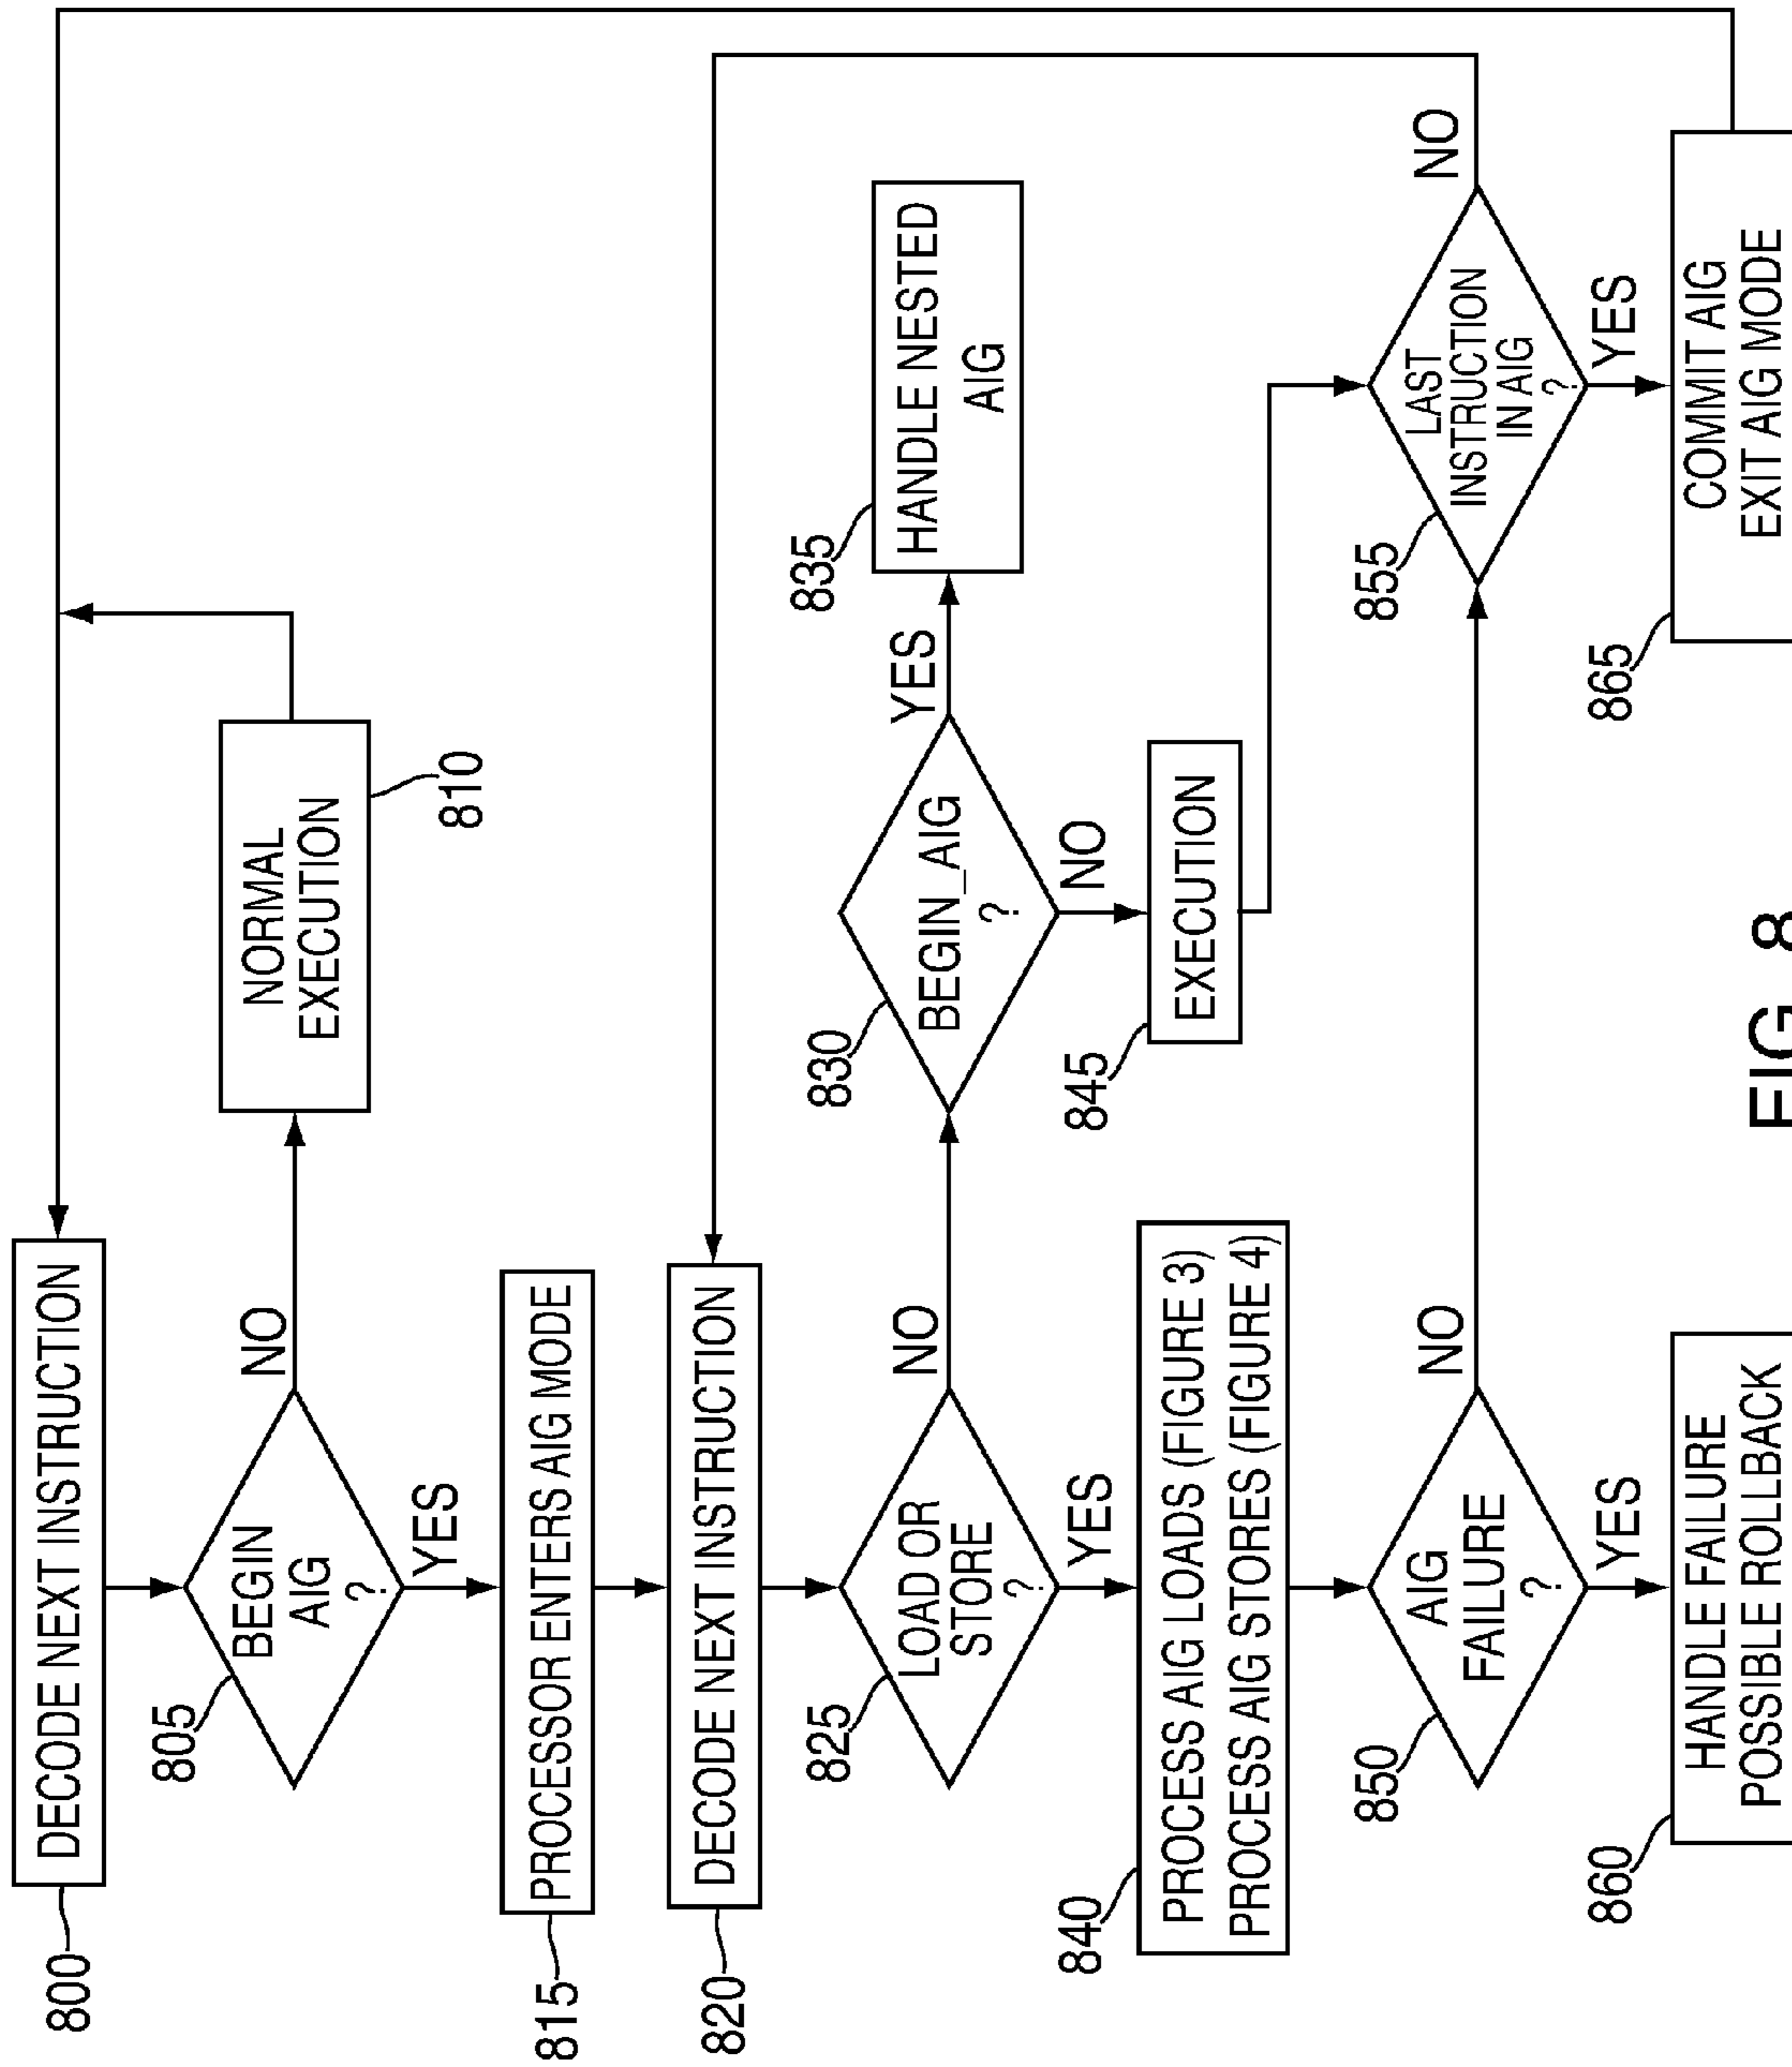 800
DECODE NEXT INSTRUCTION
805
BEGIN
AIG
?
NO
NORMAL
EXECUTION
810
YES
815
PROCESSOR ENTERS AIG MODE
820
DECODE NEXT INSTRUCTION
825
LOAD OR
STORE
?
NO
830
BEGIN_AIG
?
YES
835
HANDLE NESTED
AIG
YES
NO
840
PROCESS AIG LOADS (FIGURE 3)
PROCESS AIG STORES (FIGURE 4)
845
EXECUTION
850
AIG
FAILURE
?
NO
855
LAST
INSTRUCTION
IN AIG
?
NO
YES
YES
860
HANDLE FAILURE
POSSIBLE ROLLBACK
865
COMMIT AIG
EXIT AIG MODE
FIG. 8